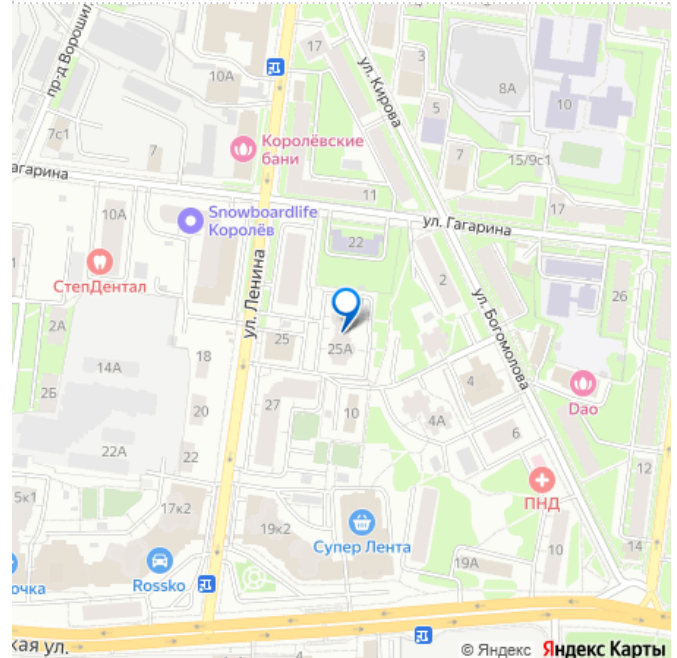 пр-д Ворошил
17
3
ул. Кирова
8А
10А
5
10
7с1
7
Королёвские
бани
7
15/9с1
агарина
11
17
10А
Snowboardlife
Королёв
ул. Гагарина
22
СтепДентал
ул. Ленина
2
26
2А
ул. Богомолова
25
25А
18
14А
4
2Б
Dao
20
27
10
4А
6
22А
22
12
ПНД
5к1
17к2
19к2
Супер Лента
19А
10
14
очка
Rossko
кая ул.
© Яндекс Яндекс Карты